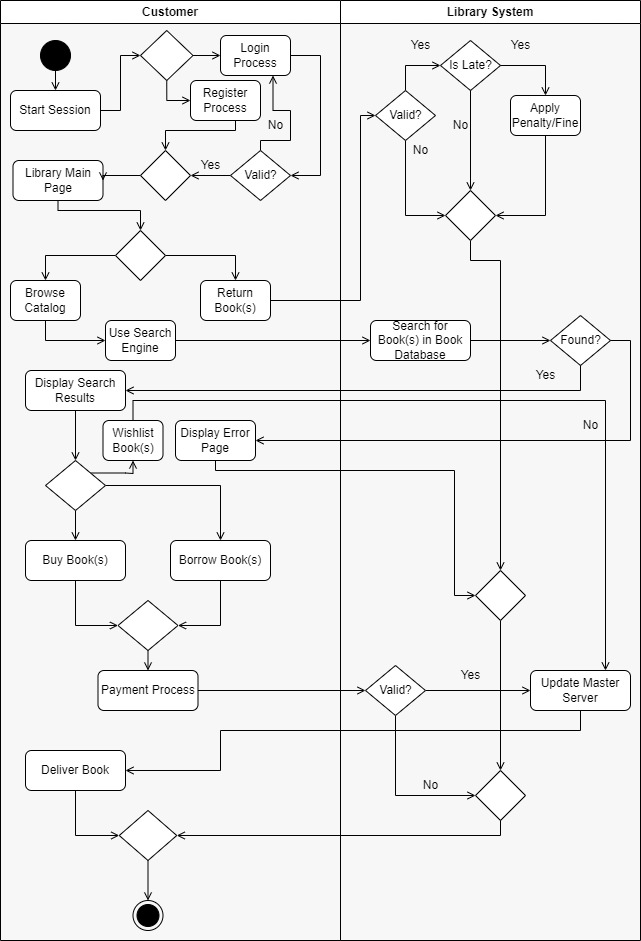 Customer
Library System
Login
Process
Yes
Yes
Is Late?
Start Session
Register
Process
Valid?
Apply
Penalty/Fine
No
No
No
Yes
Library Main
Page
Valid?
Browse
Catalog
Return
Book(s)
Use Search
Engine
Search for
Book(s) in Book
Database
Found?
Yes
Display Search
Results
No
Wishlist
Book(s)
Display Error
Page
Buy Book(s)
Borrow Book(s)
Payment Process
Valid?
Yes
Update Master
Server
Deliver Book
No